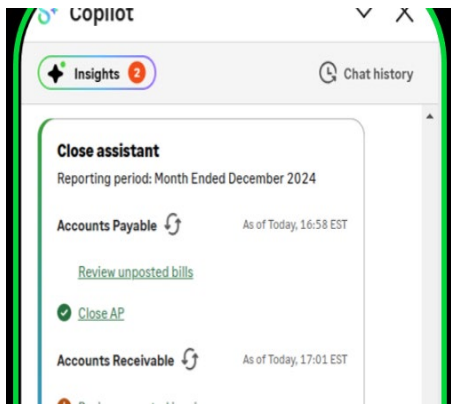 Copilot
Insights 2
Chat history
Close assistant
Reporting period: Month Ended December 2024
Accounts Payable
As of Today, 16:58 EST
Review unposted bills
Close AP
Accounts Receivable
As of Today, 17:01 EST